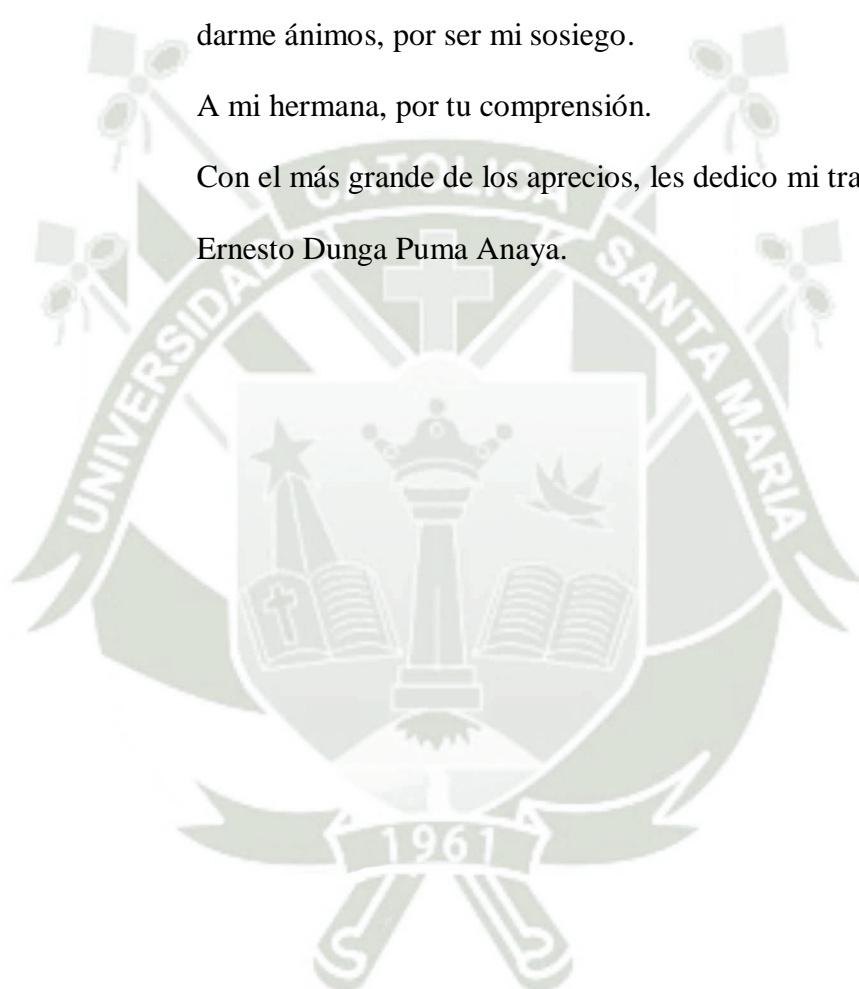 darme ánimos, por ser mi sosiego.
A mi hermana, por tu comprensión.
Con el más grande de los aprecios, les dedico mi tra
Ernesto Dunga Puma Anaya.
UNIVERSIDAD CATOLICA SANTA MARIA
1961